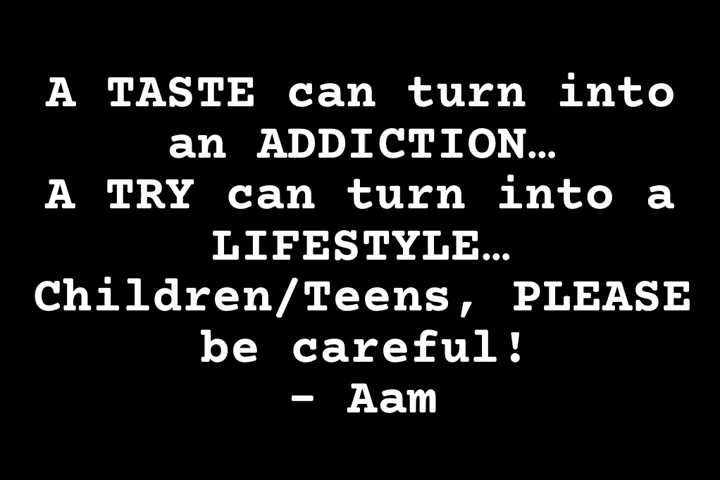 A TASTE can turn into
an ADDICTION…
A TRY can turn into a
LIFESTYLE…
Children/Teens, PLEASE
be careful!
- Aam